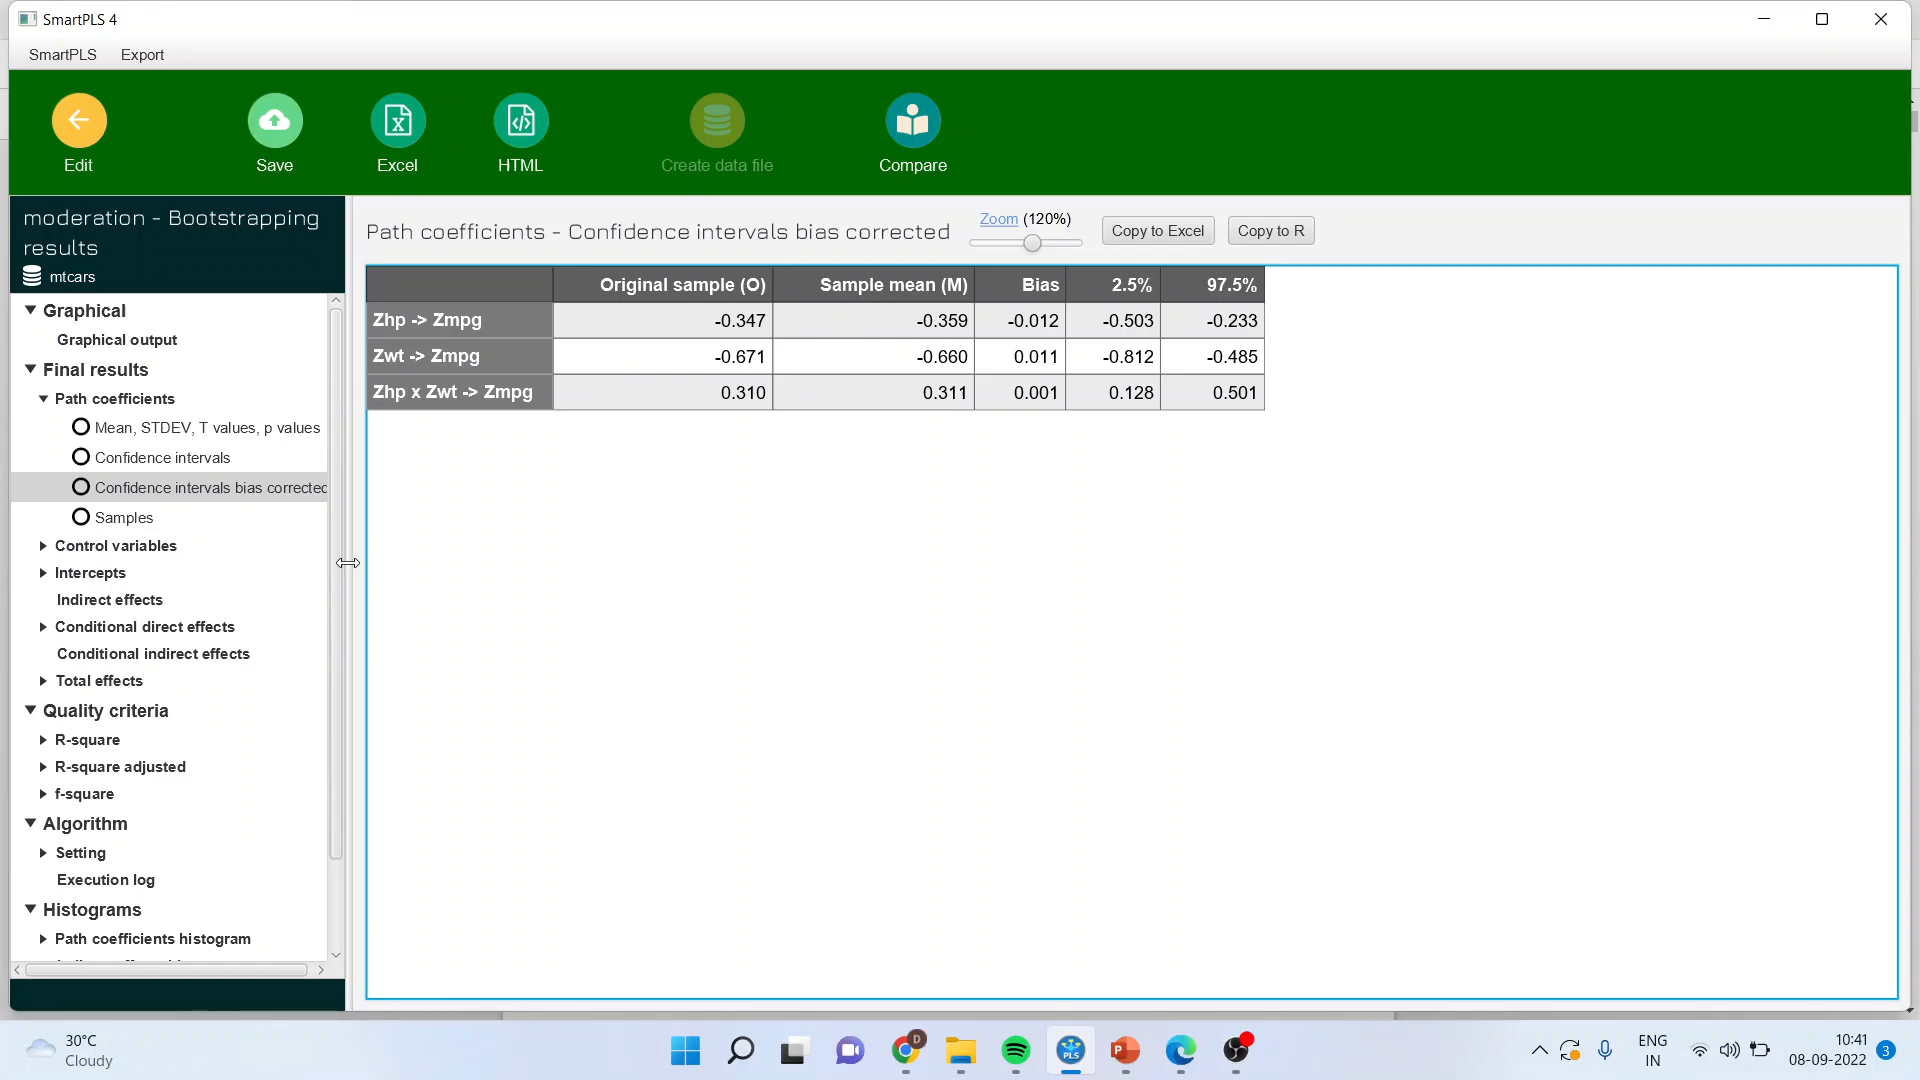 SmartPLS 4
SmartPLS Export
Edit Save Excel HTML Create data file Compare
moderation - Bootstrapping
results
mtcars
Path coefficients - Confidence intervals bias corrected
Zoom (120%)
Copy to Excel
Copy to R
Graphical
Graphical output
Final results
Path coefficients
Mean, STDEV, T values, p values
Confidence intervals
Confidence intervals bias corrected
Samples
Control variables
Intercepts
Indirect effects
Conditional direct effects
Conditional indirect effects
Total effects
Quality criteria
R-square
R-square adjusted
f-square
Algorithm
Setting
Execution log
Histograms
Path coefficients histogram
Original sample (O) Sample mean (M) Bias 2.5% 97.5%
Zhp -> Zmpg -0.347 -0.359 -0.012 -0.503 -0.233
Zwt -> Zmpg -0.671 -0.660 0.011 -0.812 -0.485
Zhp x Zwt -> Zmpg 0.310 0.311 0.001 0.128 0.501
30°C
Cloudy
D
PLS
P
ENG
IN
10:41
08-09-2022
3